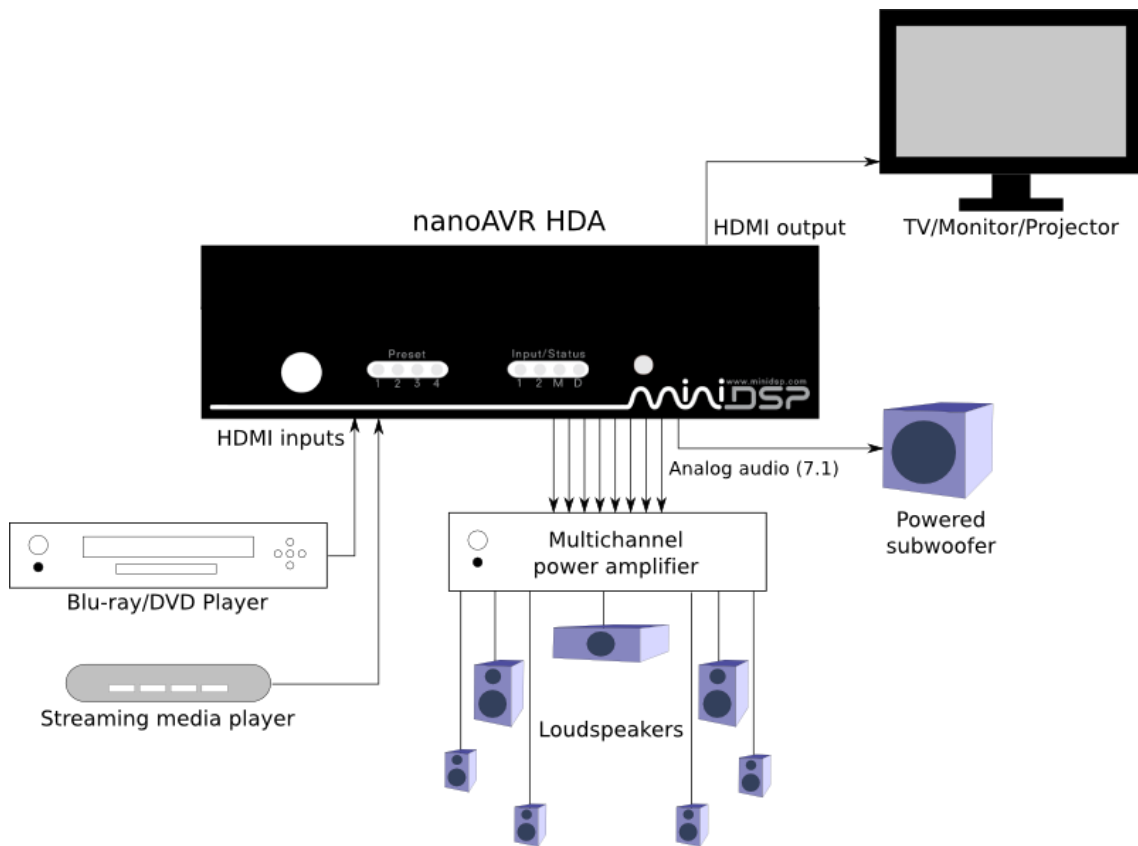 nanoAVR HDA
HDMI output
TV/Monitor/Projector
Preset
1 2 3 4
Input/Status
1 2 M D
www.minidsp.com
miniDSP
HDMI inputs
Analog audio (7.1)
Powered
subwoofer
Multichannel
power amplifier
Blu-ray/DVD Player
Streaming media player
Loudspeakers